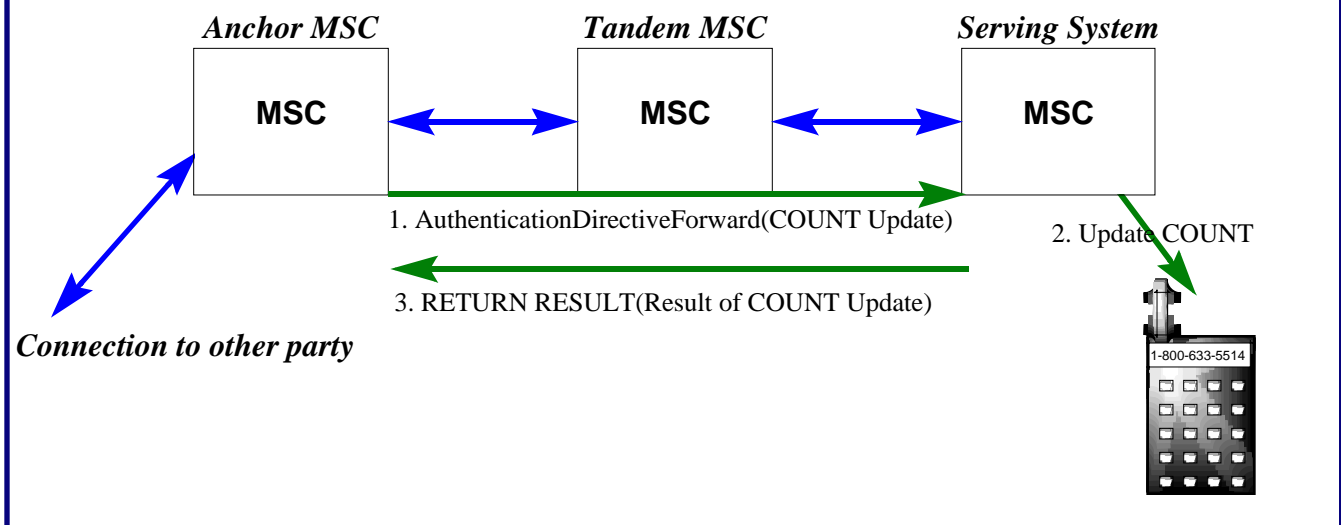 Anchor MSC
Tandem MSC
Serving System
MSC
MSC
MSC
1. AuthenticationDirectiveForward(COUNT Update)
2. Update COUNT
3. RETURN RESULT(Result of COUNT Update)
Connection to other party
1-800-633-5514